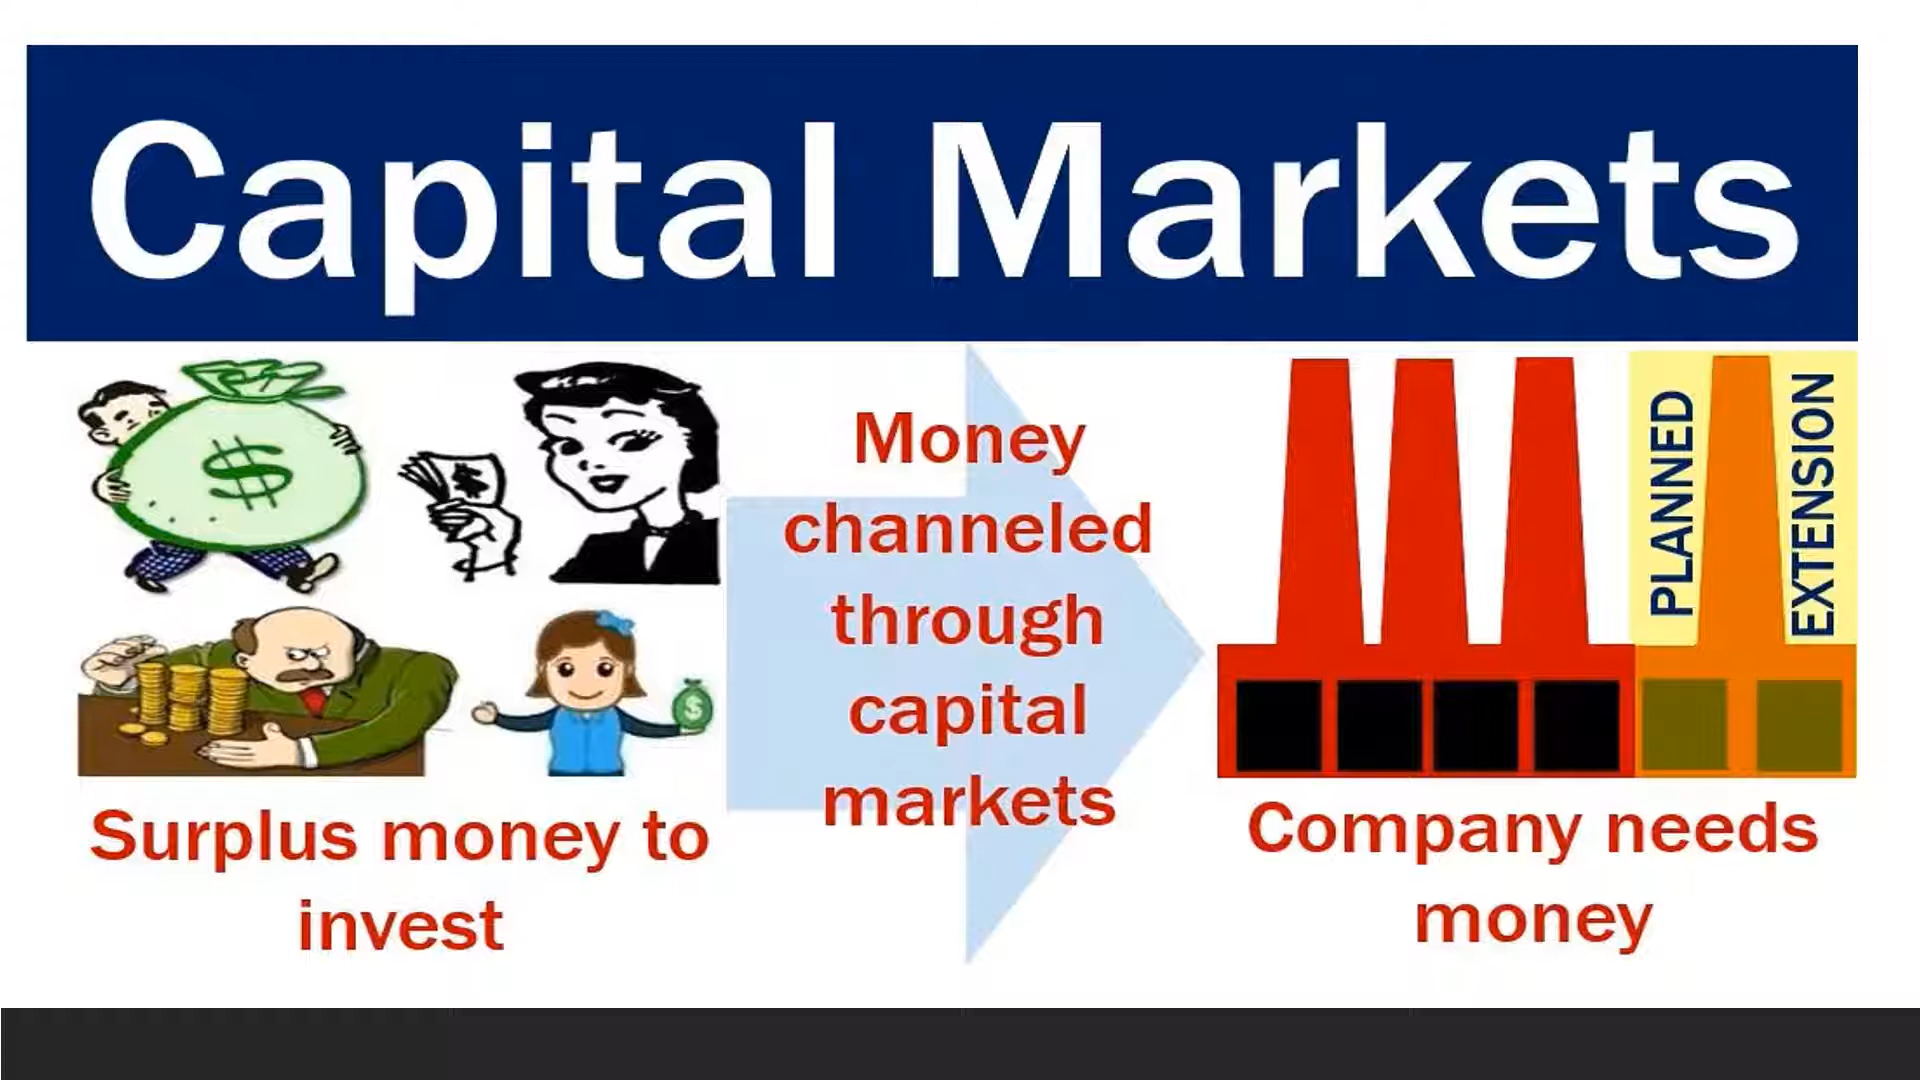 Capital Markets
$
$
$
Surplus money to
invest
Money
channeled
through
capital
markets
PLANNED
EXTENSION
Company needs
money